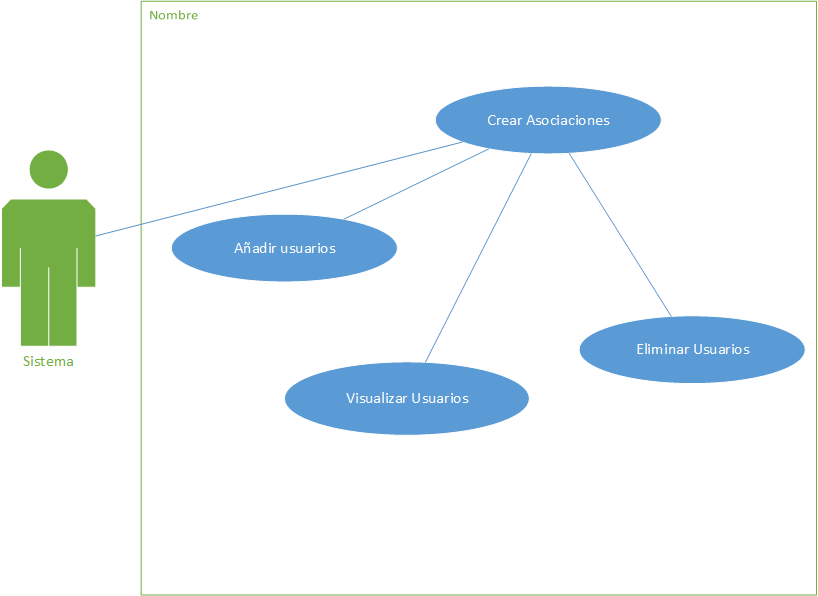 Nombre
Crear Asociaciones
Añadir usuarios
Eliminar Usuarios
Sistema
Visualizar Usuarios